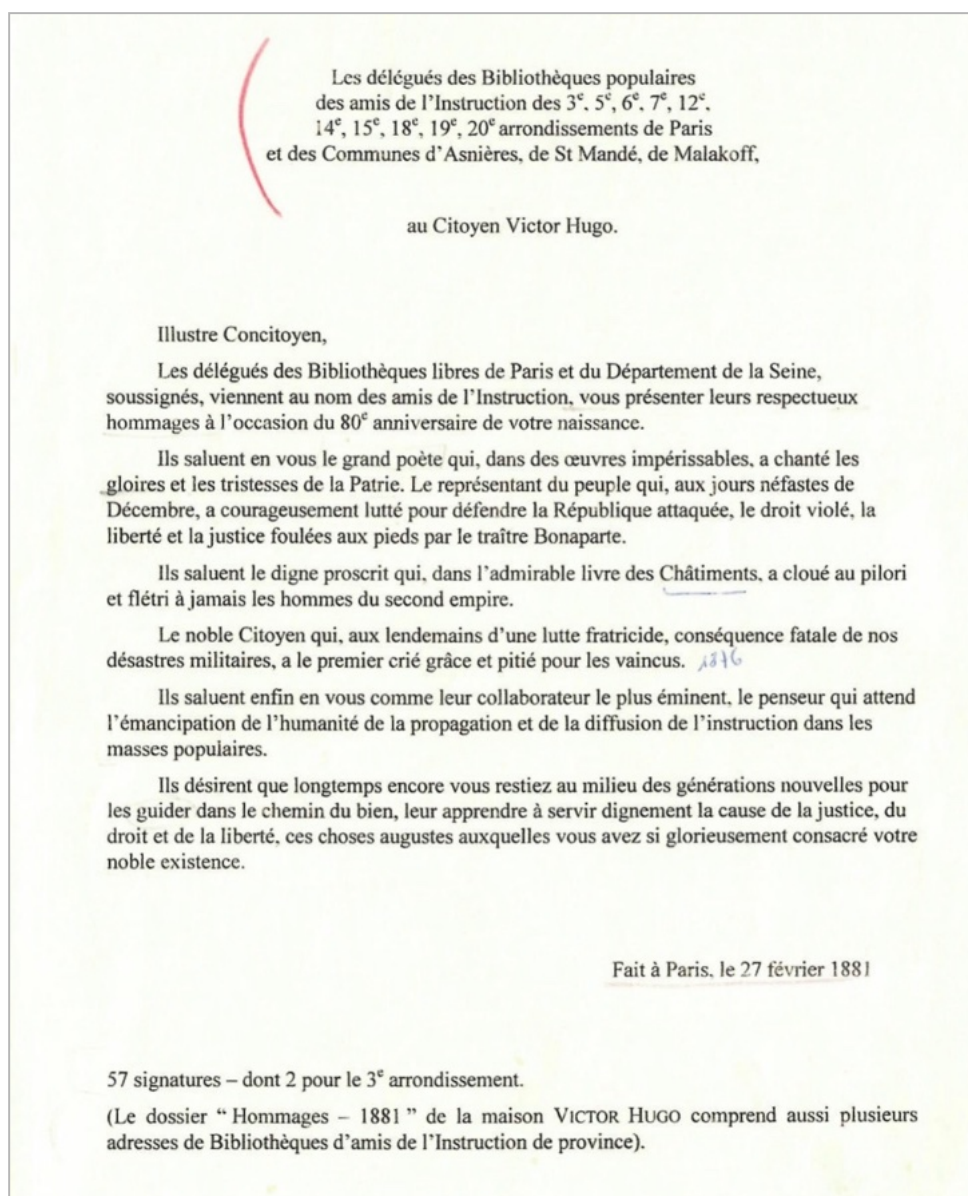 Les délégués des Bibliothèques populaires
des amis de l'Instruction des 3e, 5e, 6e, 7e, 12e,
14e, 15e, 18e, 19e, 20e arrondissements de Paris
et des Communes d'Asnières, de St Mandé, de Malakoff,
au Citoyen Victor Hugo.
Illustre Concitoyen,
Les délégués des Bibliothèques libres de Paris et du Département de la Seine,
soussignés, viennent au nom des amis de l'Instruction, vous présenter leurs respectueux
hommages à l'occasion du 80e anniversaire de votre naissance.
Ils saluent en vous le grand poète qui, dans des œuvres impérissables, a chanté les
gloires et les tristesses de la Patrie. Le représentant du peuple qui, aux jours néfastes de
Décembre, a courageusement lutté pour défendre la République attaquée, le droit violé, la
liberté et la justice foulées aux pieds par le traître Bonaparte.
Ils saluent le digne proscrit qui, dans l'admirable livre des Châtiments, a cloué au pilori
et flétri à jamais les hommes du second empire.
Le noble Citoyen qui, aux lendemains d'une lutte fratricide, conséquence fatale de nos
désastres militaires, a le premier crié grâce et pitié pour les vaincus. 1876
Ils saluent enfin en vous comme leur collaborateur le plus éminent, le penseur qui attend
l'émancipation de l'humanité de la propagation et de la diffusion de l'instruction dans les
masses populaires.
Ils désirent que longtemps encore vous restiez au milieu des générations nouvelles pour
les guider dans le chemin du bien, leur apprendre à servir dignement la cause de la justice, du
droit et de la liberté, ces choses augustes auxquelles vous avez si glorieusement consacré votre
noble existence.
Fait à Paris, le 27 février 1881
57 signatures – dont 2 pour le 3e arrondissement.
(Le dossier “ Hommages – 1881 ” de la maison VICTOR HUGO comprend aussi plusieurs
adresses de Bibliothèques d'amis de l'Instruction de province).